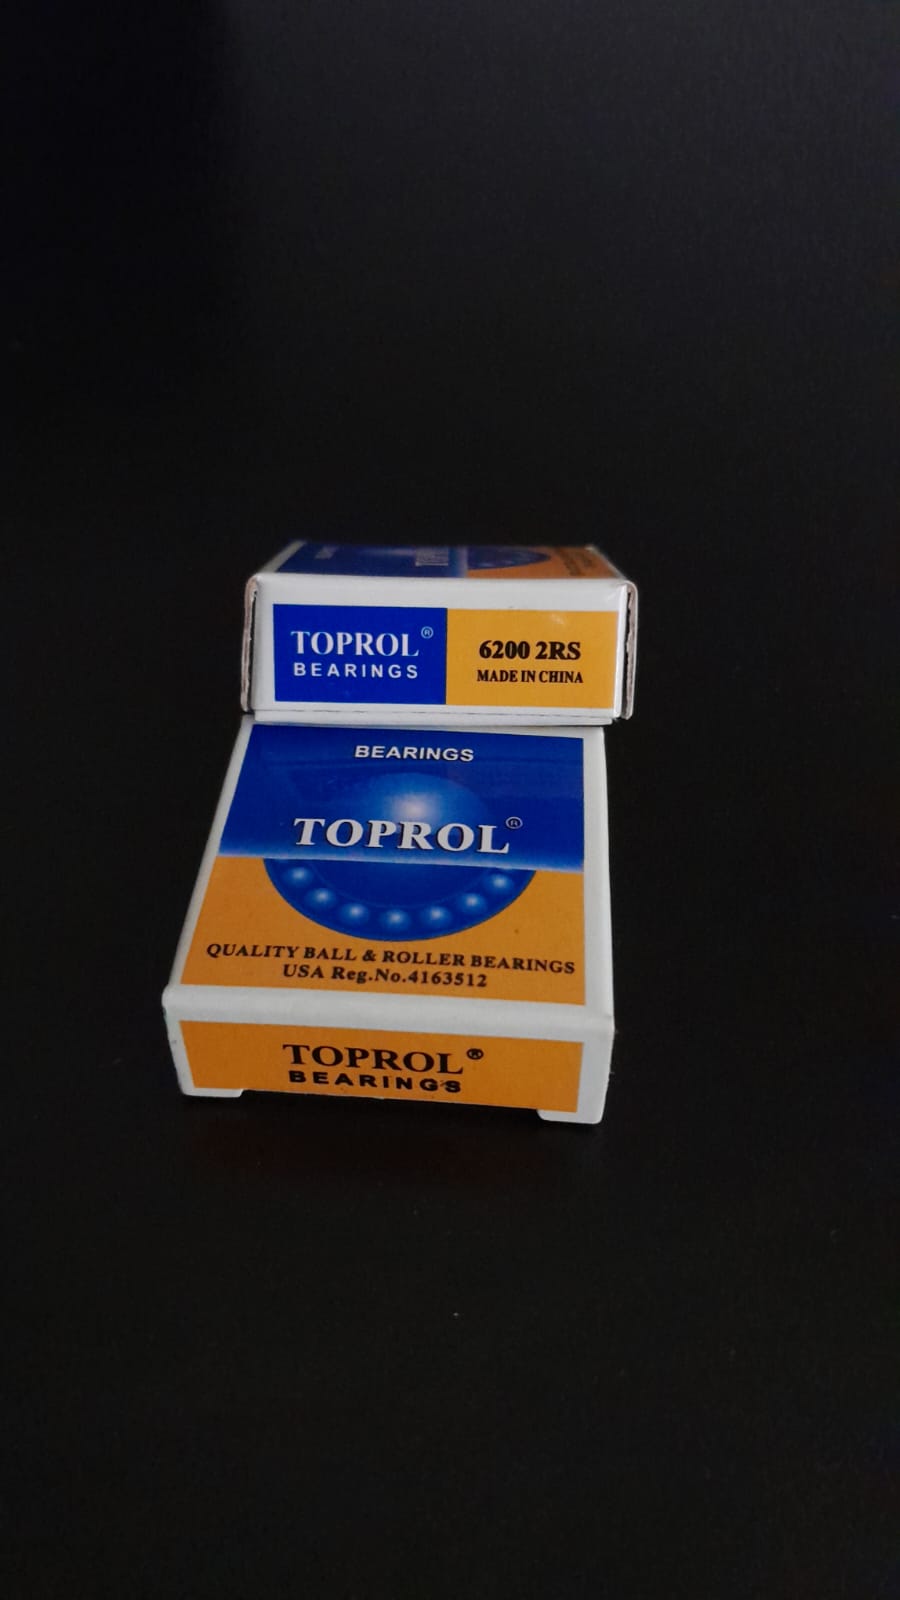 TOPROL®
BEARINGS
6200 2RS
MADE IN CHINA
BEARINGS
TOPROL®
QUALITY BALL & ROLLER BEARINGS
USA Reg.No.4163512
TOPROL®
BEARINGS